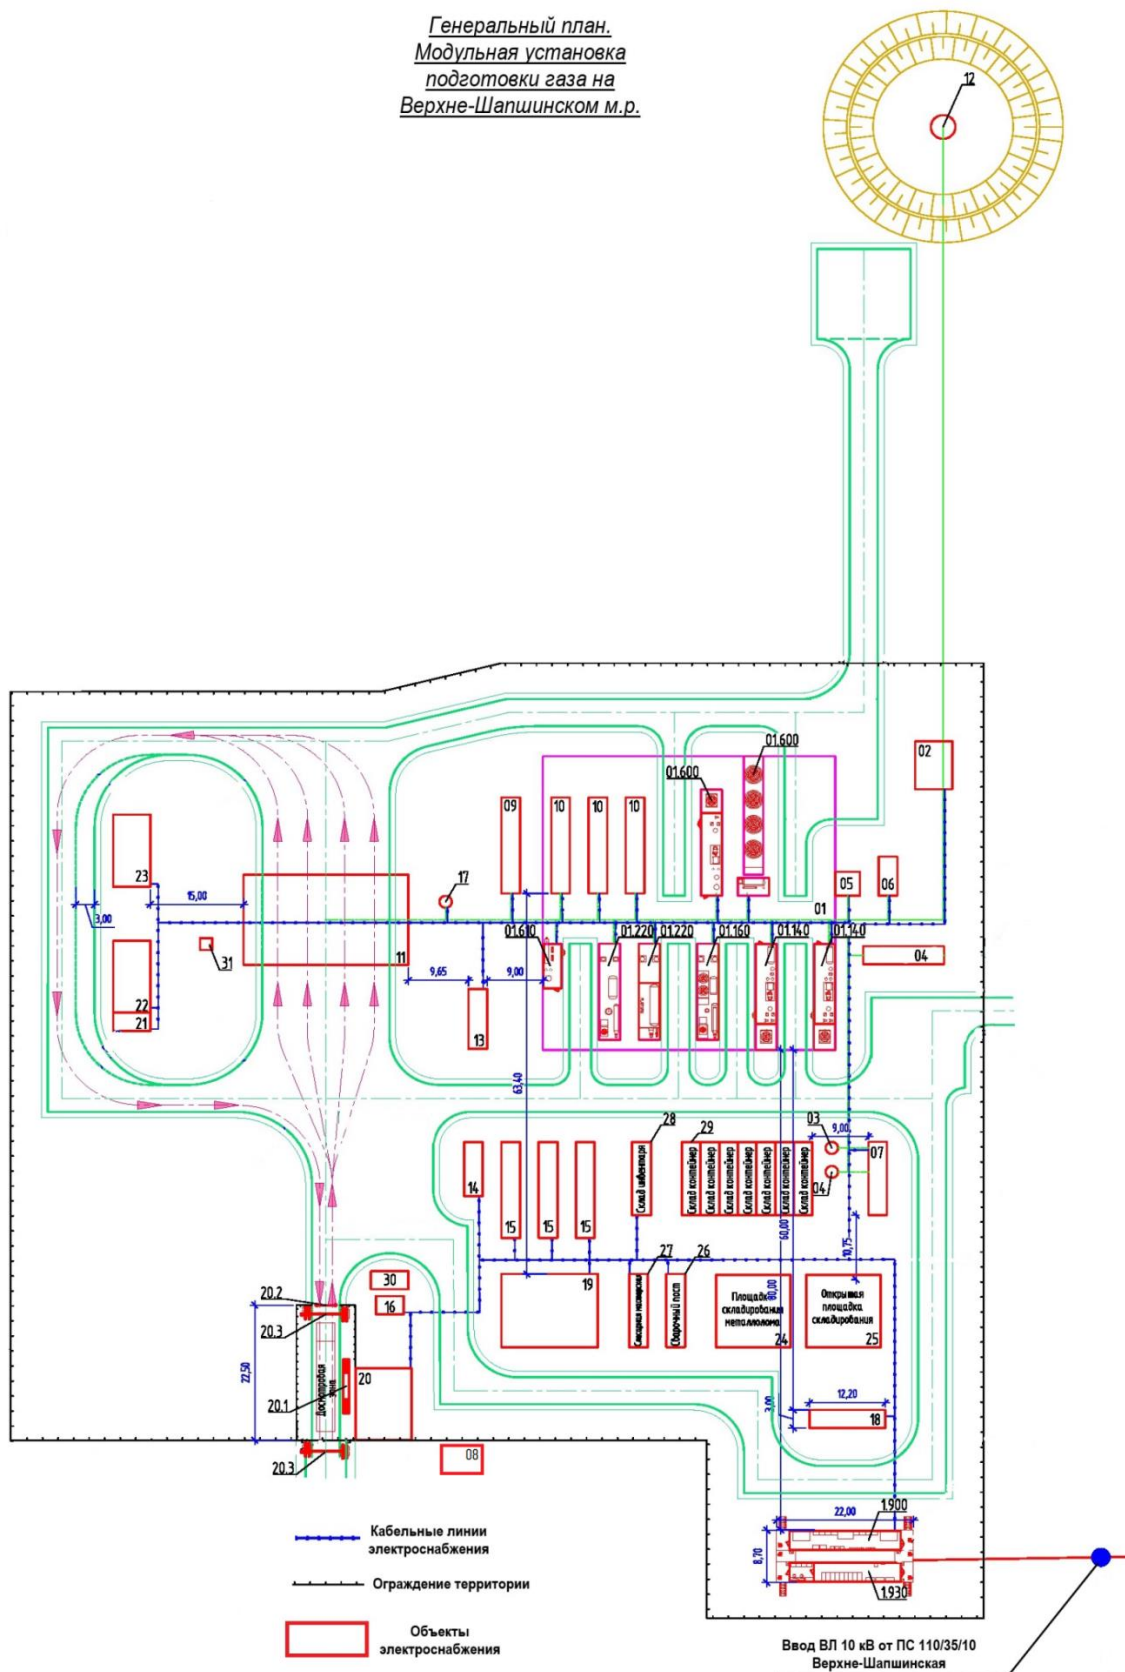 Генеральный план.
Модульная установка
подготовки газа на
Верхне-Шапшинском м.р.
12
02
01.600
01.600
09
10
10
10
23
15,00
17
05
06
01
3,00
01.610
01.220
01.220
01.160
01.140
01.140
31
11
04
9,65
9,00
22
21
13
63,40
28
29
03
9,00
07
14
15
15
15
Склад инвентаря
Склад контейнер
Склад контейнер
Склад контейнер
Склад контейнер
Склад контейнер
Склад контейнер
Склад контейнер
04
60,00
10,75
27
26
30
19
16
80,00
20.2
20.3
Слесарная мастерская
Сварочный пост
Площадка
складирования
металлолома
24
Открытая
площадка
складирования
25
22,50
Досмотровая
зона
20
20.1
3,00
12,20
18
20.3
08
22,00
1.900
8,70
1.930
Кабельные линии
электроснабжения
Ограждение территории
Объекты
электроснабжения
Ввод ВЛ 10 кВ от ПС 110/35/10
Верхне-Шапшинская